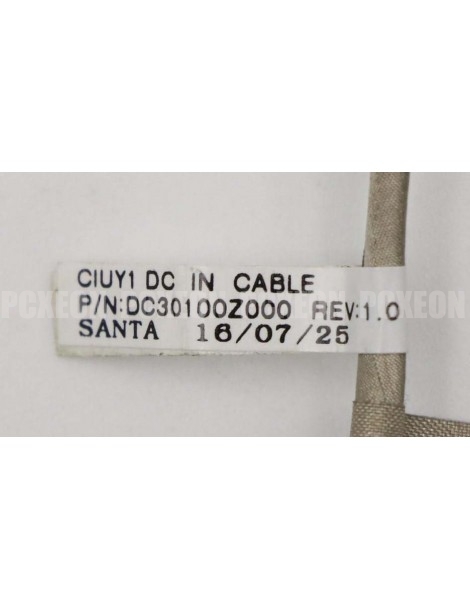 CIUY1 DC IN CABLE
P/N:DC30100Z000 REV:1.0
SANTA 16/07/25